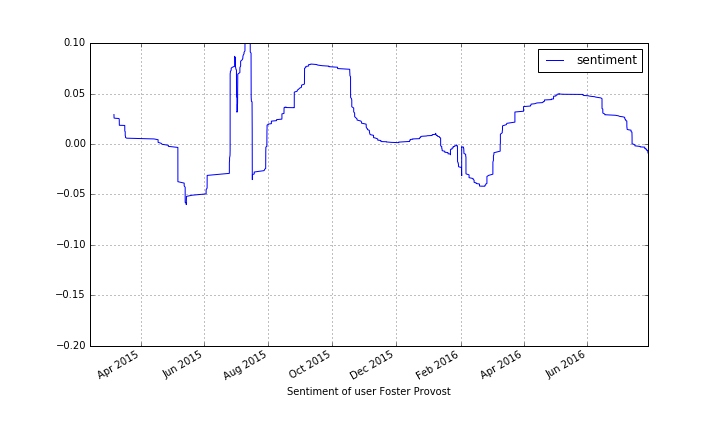 0.10
sentiment
0.05
0.00
−0.05
−0.10
−0.15
−0.20
Apr 2015
Jun 2015
Aug 2015
Oct 2015
Dec 2015
Feb 2016
Apr 2016
Jun 2016
Sentiment of user Foster Provost